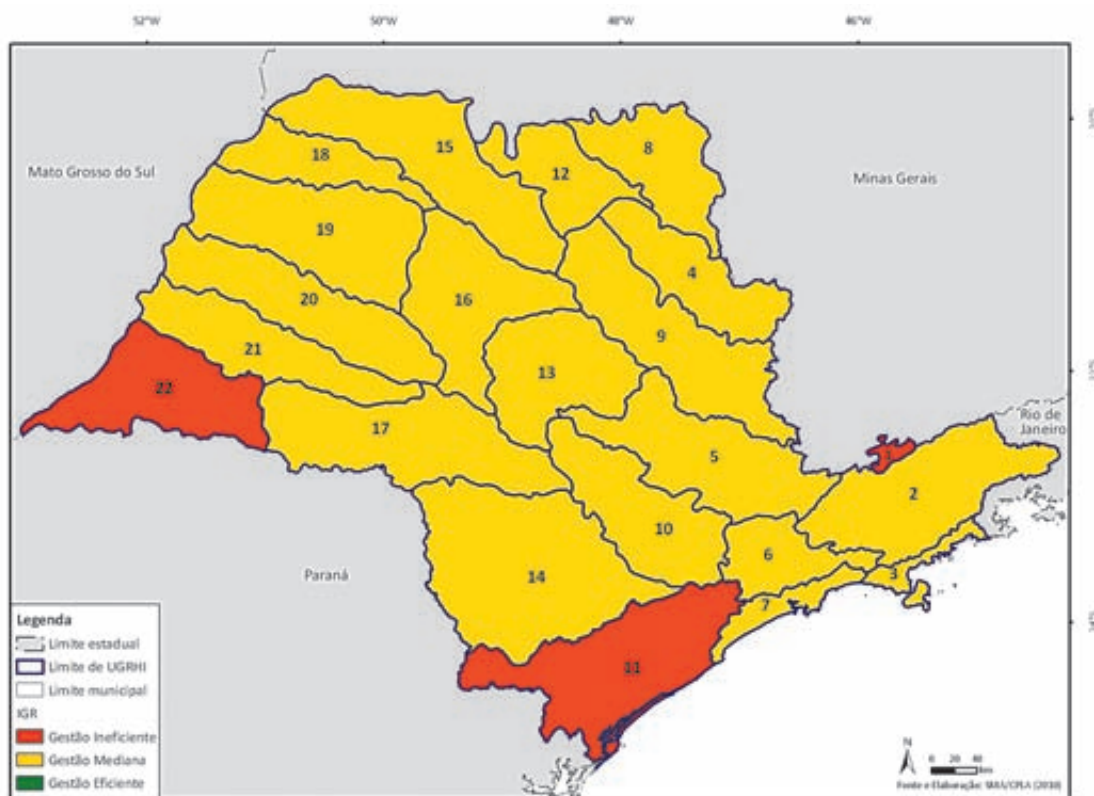 52°W 50°W 48°W 46°W
Mato Grosso do Sul
Minas Gerais
Rio de
Janeiro
Paraná
15
8
18
12
19
4
20
16
9
21
13
22
17
1
5
2
10
6
3
14
7
11
Legenda
Limite estadual
Limite de UGRHI
Limite municipal
IGR
Gestão Ineficiente
Gestão Mediana
Gestão Eficiente
N
0 20 40
km
Fonte e Elaboração: SMA/CPLA (2010)